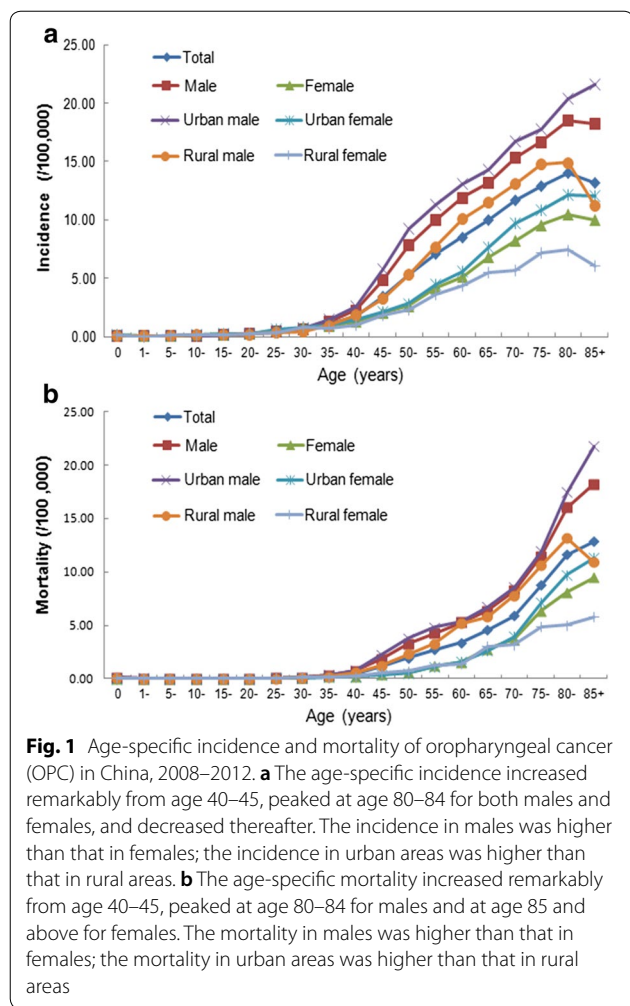 a
25.00
20.00
15.00
10.00
5.00
0.00
Incidence (/100,000)
Total
Male
Female
Urban male
Urban female
Rural male
Rural female
0 1- 5- 10- 15- 20- 25- 30- 35- 40- 45- 50- 55- 60- 65- 70- 75- 80- 85+
Age (years)
b
25.00
20.00
15.00
10.00
5.00
0.00
Mortality (/100 ,000)
Total
Male
Female
Urban male
Urban female
Rural male
Rural female
0 1- 5- 10- 15- 20- 25- 30- 35- 40- 45- 50- 55- 60- 65- 70- 75- 80- 85+
Age (years)
Fig. 1 Age-specific incidence and mortality of oropharyngeal cancer
(OPC) in China, 2008–2012. a The age-specific incidence increased
remarkably from age 40–45, peaked at age 80–84 for both males and
females, and decreased thereafter. The incidence in males was higher
than that in females; the incidence in urban areas was higher than
that in rural areas. b The age-specific mortality increased remarkably
from age 40–45, peaked at age 80–84 for males and at age 85 and
above for females. The mortality in males was higher than that in
females; the mortality in urban areas was higher than that in rural
areas